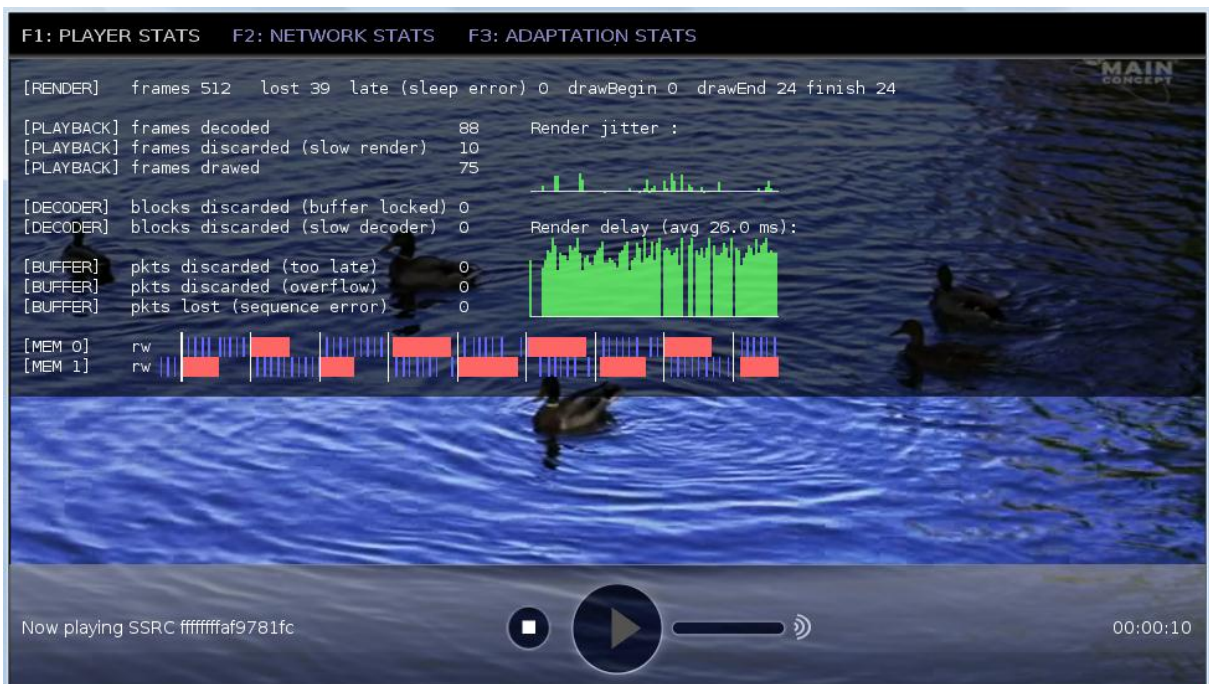 F1: PLAYER STATS F2: NETWORK STATS F3: ADAPTATION STATS
MAIN
CONCEPT
[RENDER] frames 512 lost 39 late (sleep error) 0 drawBegin 0 drawEnd 24 finish 24
[PLAYBACK] frames decoded 88 Render jitter :
[PLAYBACK] frames discarded (slow render) 10
[PLAYBACK] frames drawed 75
[DECODER] blocks discarded (buffer locked) 0
[DECODER] blocks discarded (slow decoder) 0 Render delay (avg 26.0 ms):
[BUFFER] pkts discarded (too late) 0
[BUFFER] pkts discarded (overflow) 0
[BUFFER] pkts lost (sequence error) 0
[MEM 0] rw
[MEM 1] rw
Now playing SSRC ffffffffaf9781fc 00:00:10